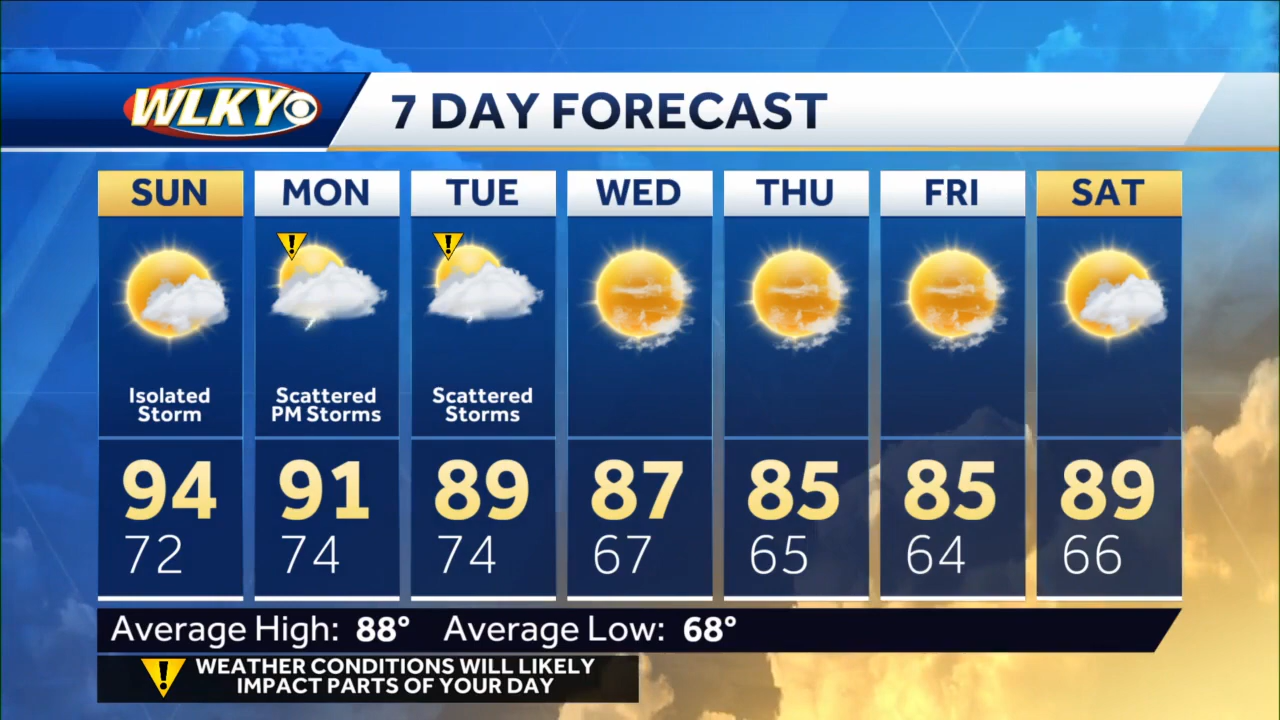 WLKY
7 DAY FORECAST
SUN
MON
TUE
WED
THU
FRI
SAT
!
!
Isolated
Storm
Scattered
PM Storms
Scattered
Storms
94
91
89
87
85
85
89
72
74
74
67
65
64
66
Average High: 88° Average Low: 68°
! WEATHER CONDITIONS WILL LIKELY
IMPACT PARTS OF YOUR DAY